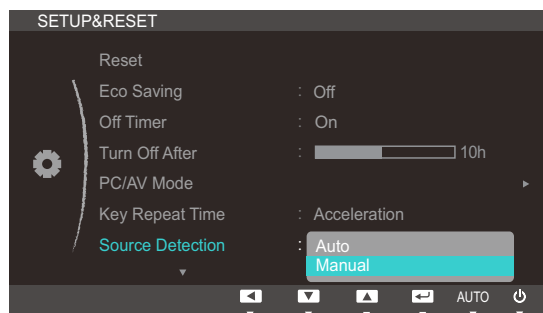 SETUP&RESET
Reset
Eco Saving : Off
Off Timer : On
Turn Off After : 10h
PC/AV Mode
Key Repeat Time : Acceleration
Source Detection : Auto
Manual
AUTO